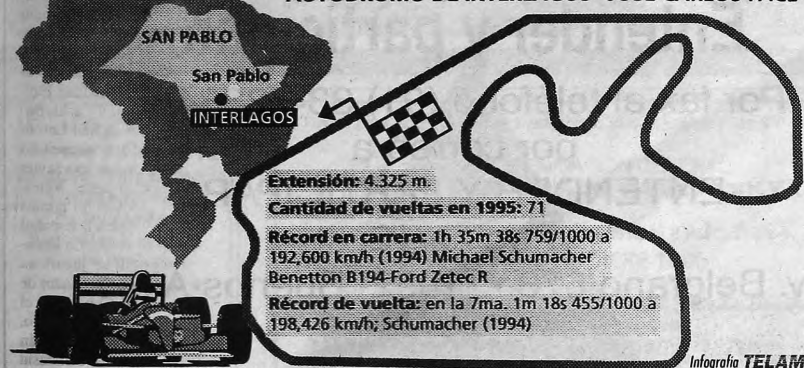 SAN PABLO
San Pablo
INTERLAGOS
Extensión: 4.325 m.
Cantidad de vueltas en 1995: 71
Récord en carrera: 1h 35m 38s 759/1000 a
192,600 km/h (1994) Michael Schumacher
Benetton B194-Ford Zetec R
Récord de vuelta: en la 7ma. 1m 18s 455/1000 a
198,426 km/h; Schumacher (1994)
Infografía TELAM